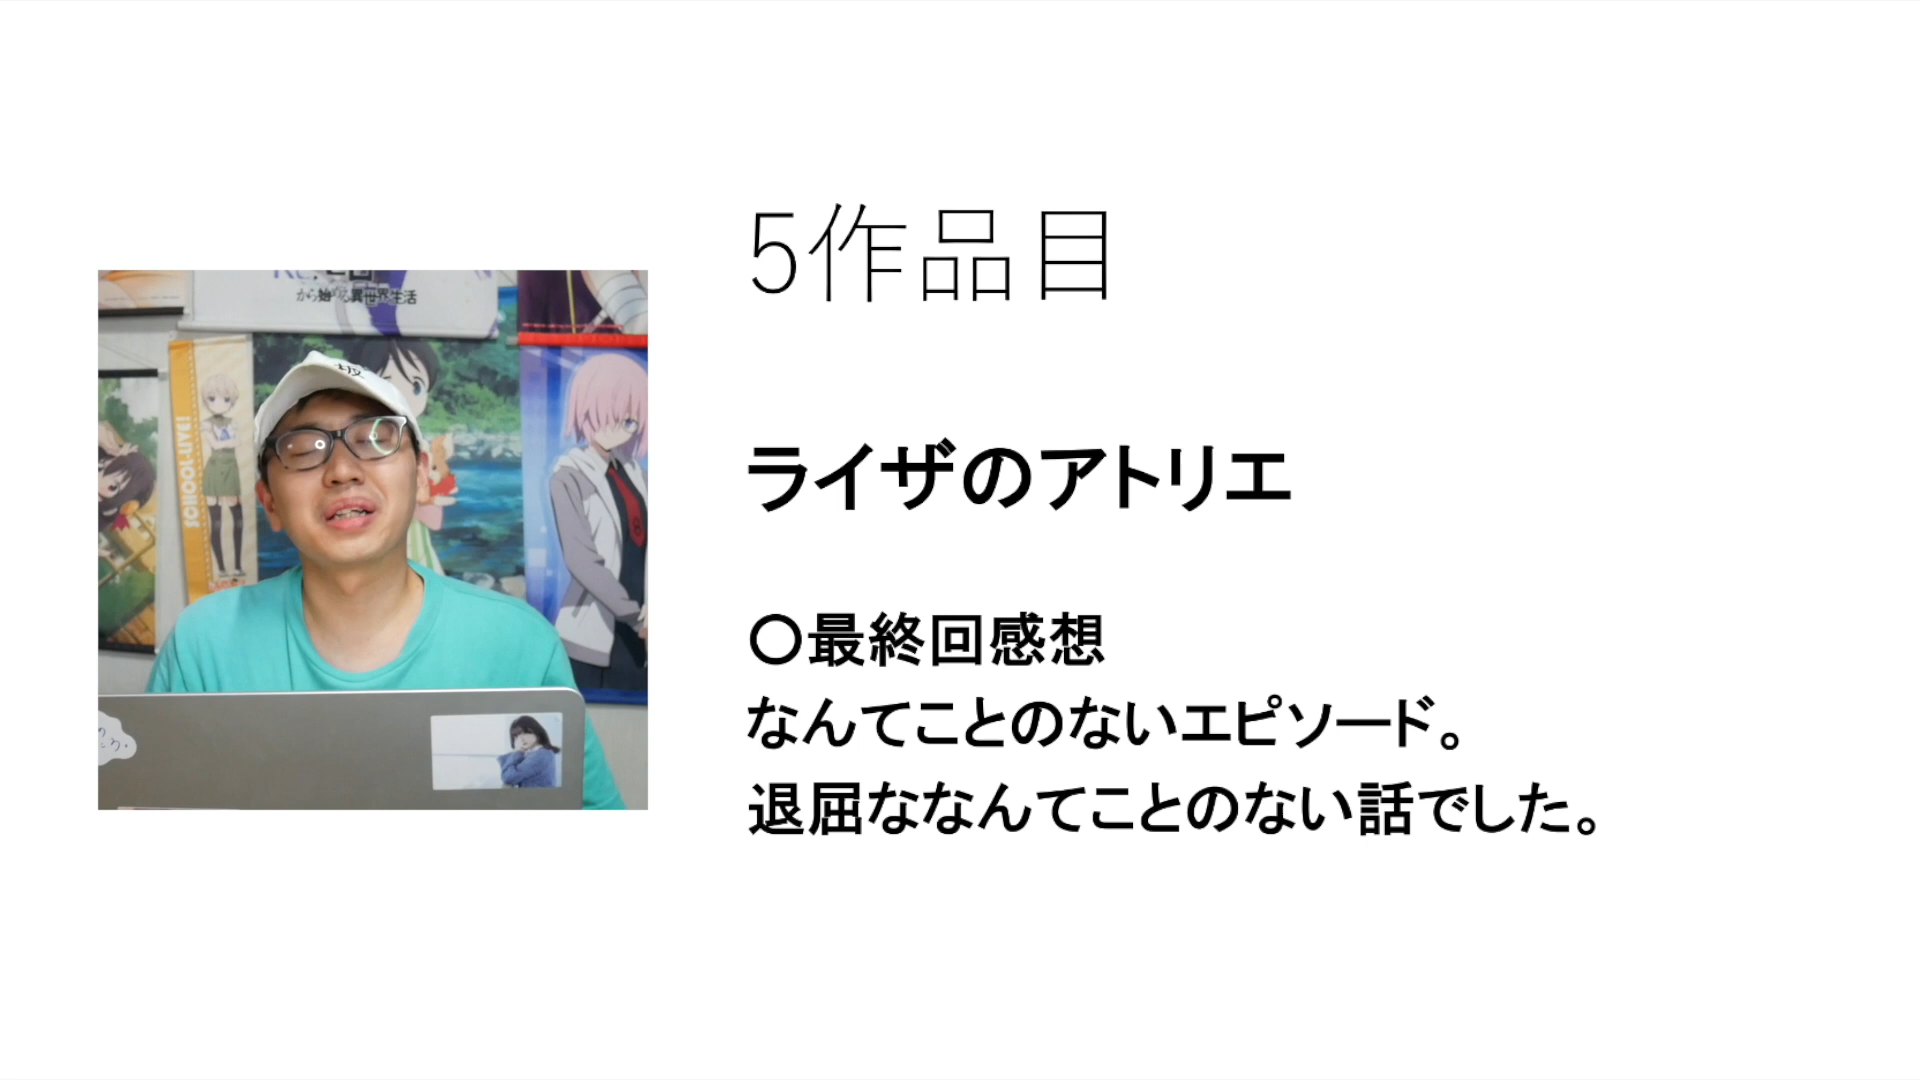 5作品目
ライザのアトリエ
から始める異世界生活
SCHOOL-LIVE!
〇最終回感想
なんてことのないエピソード。
退屈ななんてことのない話でした。